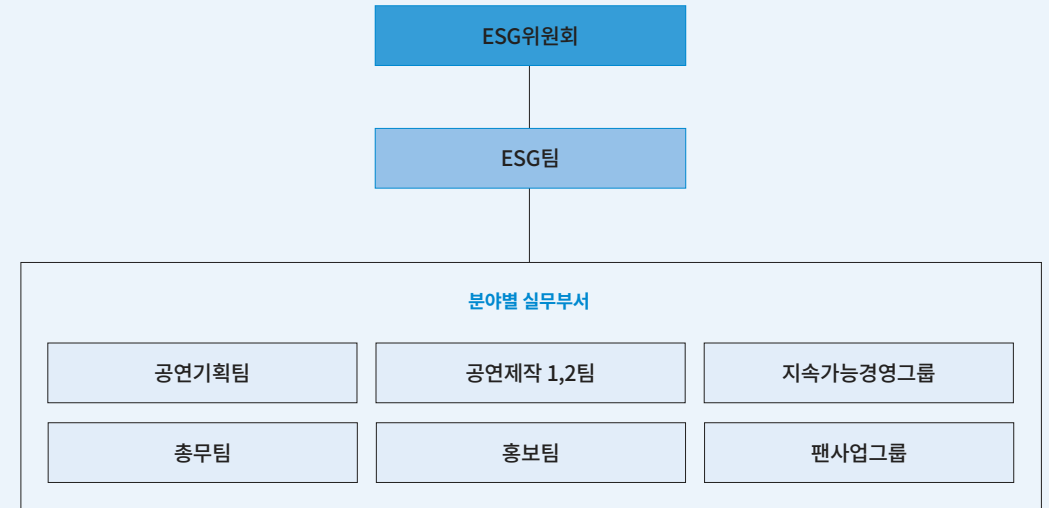 ESG위원회
ESG팀
분야별 실무부서
공연기획팀
공연제작 1,2팀
지속가능경영그룹
총무팀
홍보팀
팬사업그룹